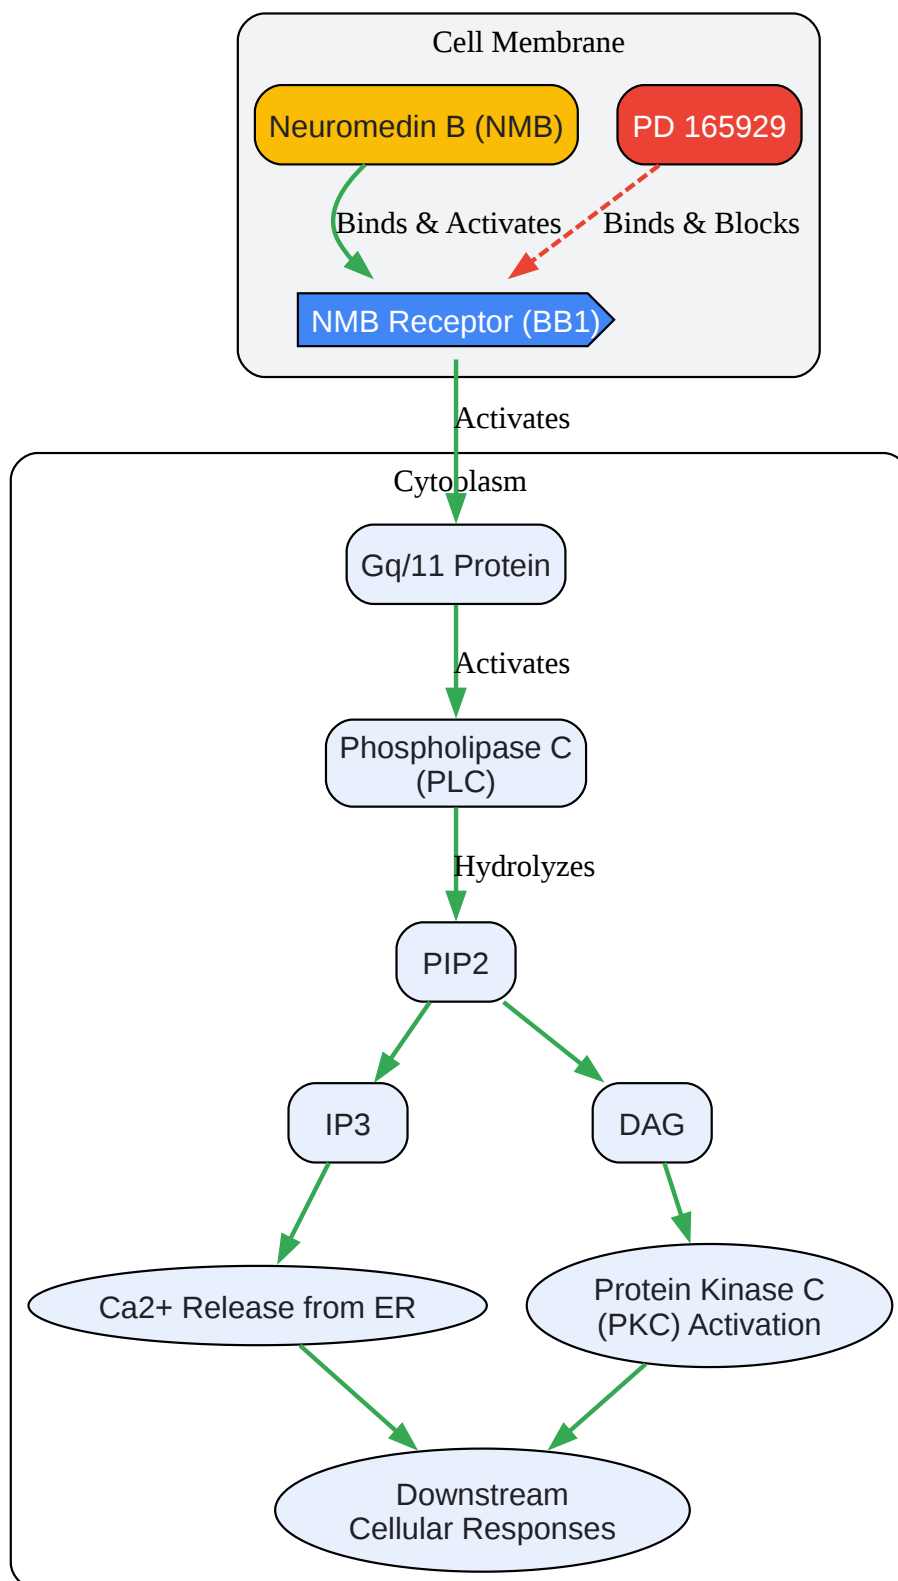 Cell Membrane
Neuromedin B (NMB)
PD 165929
Binds & Activates
Binds & Blocks
NMB Receptor (BB1)
Activates
Cytoplasm
Gq/11 Protein
Activates
Phospholipase C
(PLC)
Hydrolyzes
PIP2
IP3
DAG
Ca2+ Release from ER
Protein Kinase C
(PKC) Activation
Downstream
Cellular Responses